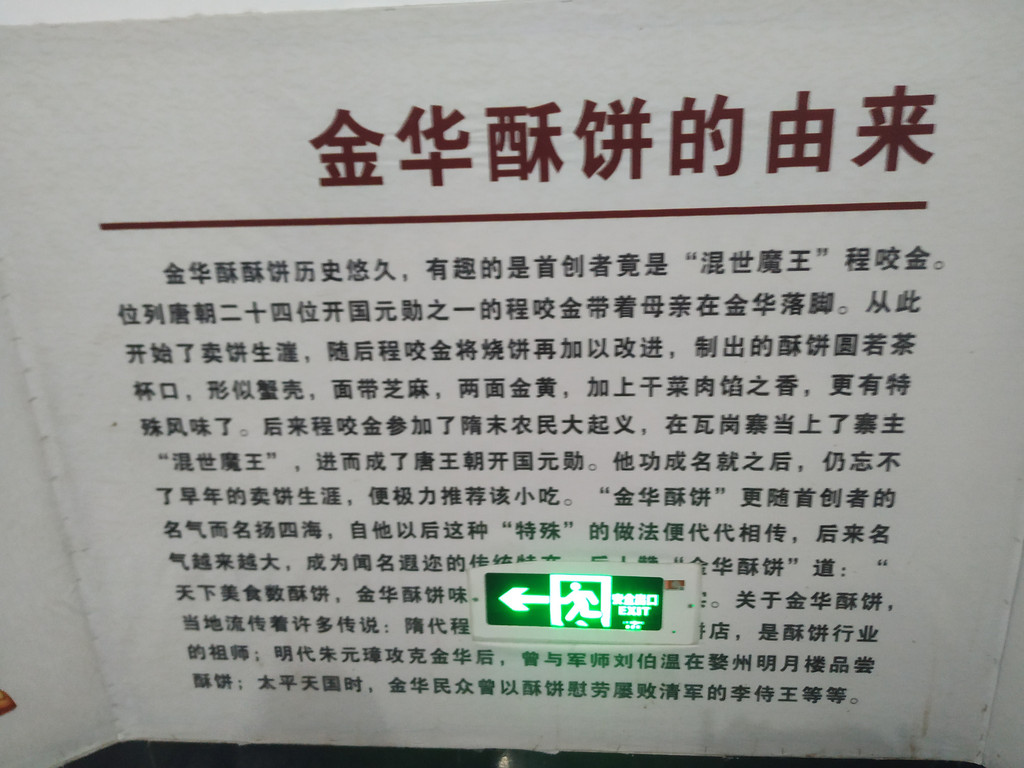 金华酥饼的由来
金华酥酥饼历史悠久，有趣的是首创者竟是“混世魔王”程咬金。
位列唐朝二十四位开国元勋之一的程咬金带着母亲在金华落脚。从此
开始了卖饼生涯，随后程咬金将烧饼再加以改进，制出的酥饼圆若茶
杯口，形似蟹壳，面带芝麻，两面金黄，加上干菜肉馅之香，更有特
殊风味了。后来程咬金参加了隋末农民大起义，在瓦岗寨当上了寨主
“混世魔王”，进而成了唐王朝开国元勋。他功成名就之后，仍忘不
了早年的卖饼生涯，便极力推荐该小吃。“金华酥饼”更随首创者的
名气而名扬四海，自他以后这种“特殊”的做法便代代相传，后来名
气越来越大，成为闻名遐迩的传统特产。后人赞“金华酥饼”道：“
天下美食数酥饼，金华酥饼味 。关于金华酥饼，
当地流传着许多传说：隋代程 店，是酥饼行业
的祖师；明代朱元璋攻克金华后，曾与军师刘伯温在婺州明月楼品尝
酥饼；太平天国时，金华民众曾以酥饼慰劳屡败清军的李侍王等等。
安全出口
EXIT